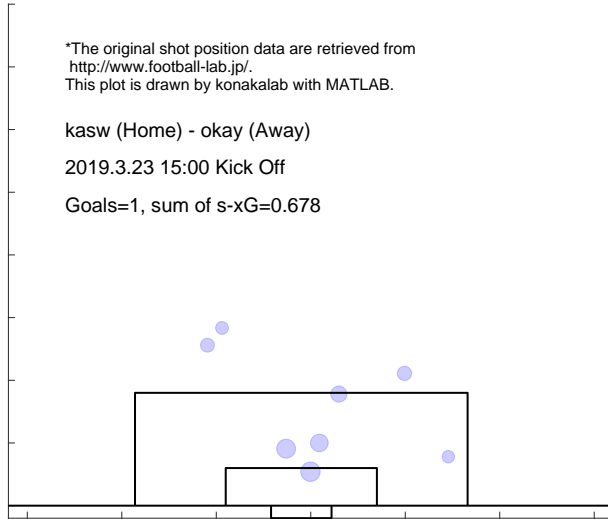 *The original shot position data are retrieved from
http://www.football-lab.jp/.
This plot is drawn by konakalab with MATLAB.
kasw (Home) - okay (Away)
2019.3.23 15:00 Kick Off
Goals=1, sum of s-xG=0.678